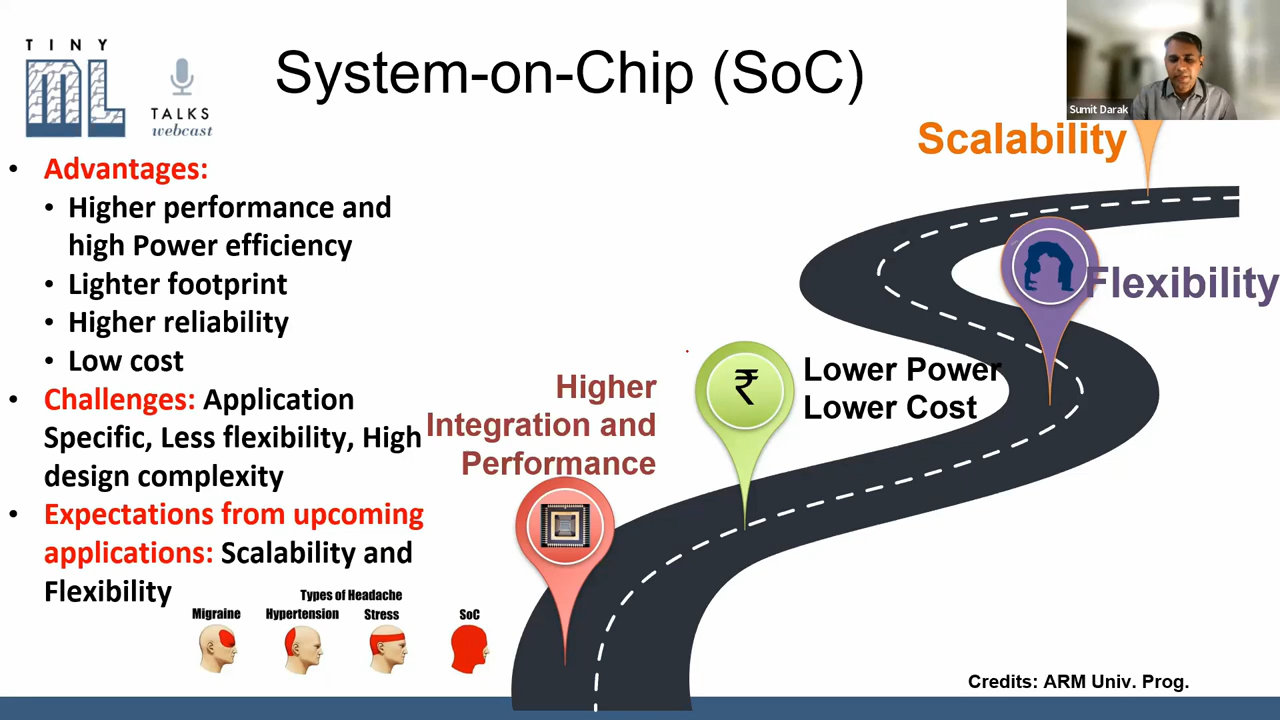 TINY
ML
TALKS
webcast
System-on-Chip (SoC)
Sumit Darak
• Advantages:
• Higher performance and
high Power efficiency
• Lighter footprint
• Higher reliability
• Low cost
• Challenges: Application
Specific, Less flexibility, High
design complexity
• Expectations from upcoming
applications: Scalability and
Flexibility
Types of Headache
Migraine
Hypertension
Stress
SoC
Higher
Integration and
Performance
₹
Lower Power
Lower Cost
Flexibility
Scalability
Credits: ARM Univ. Prog.